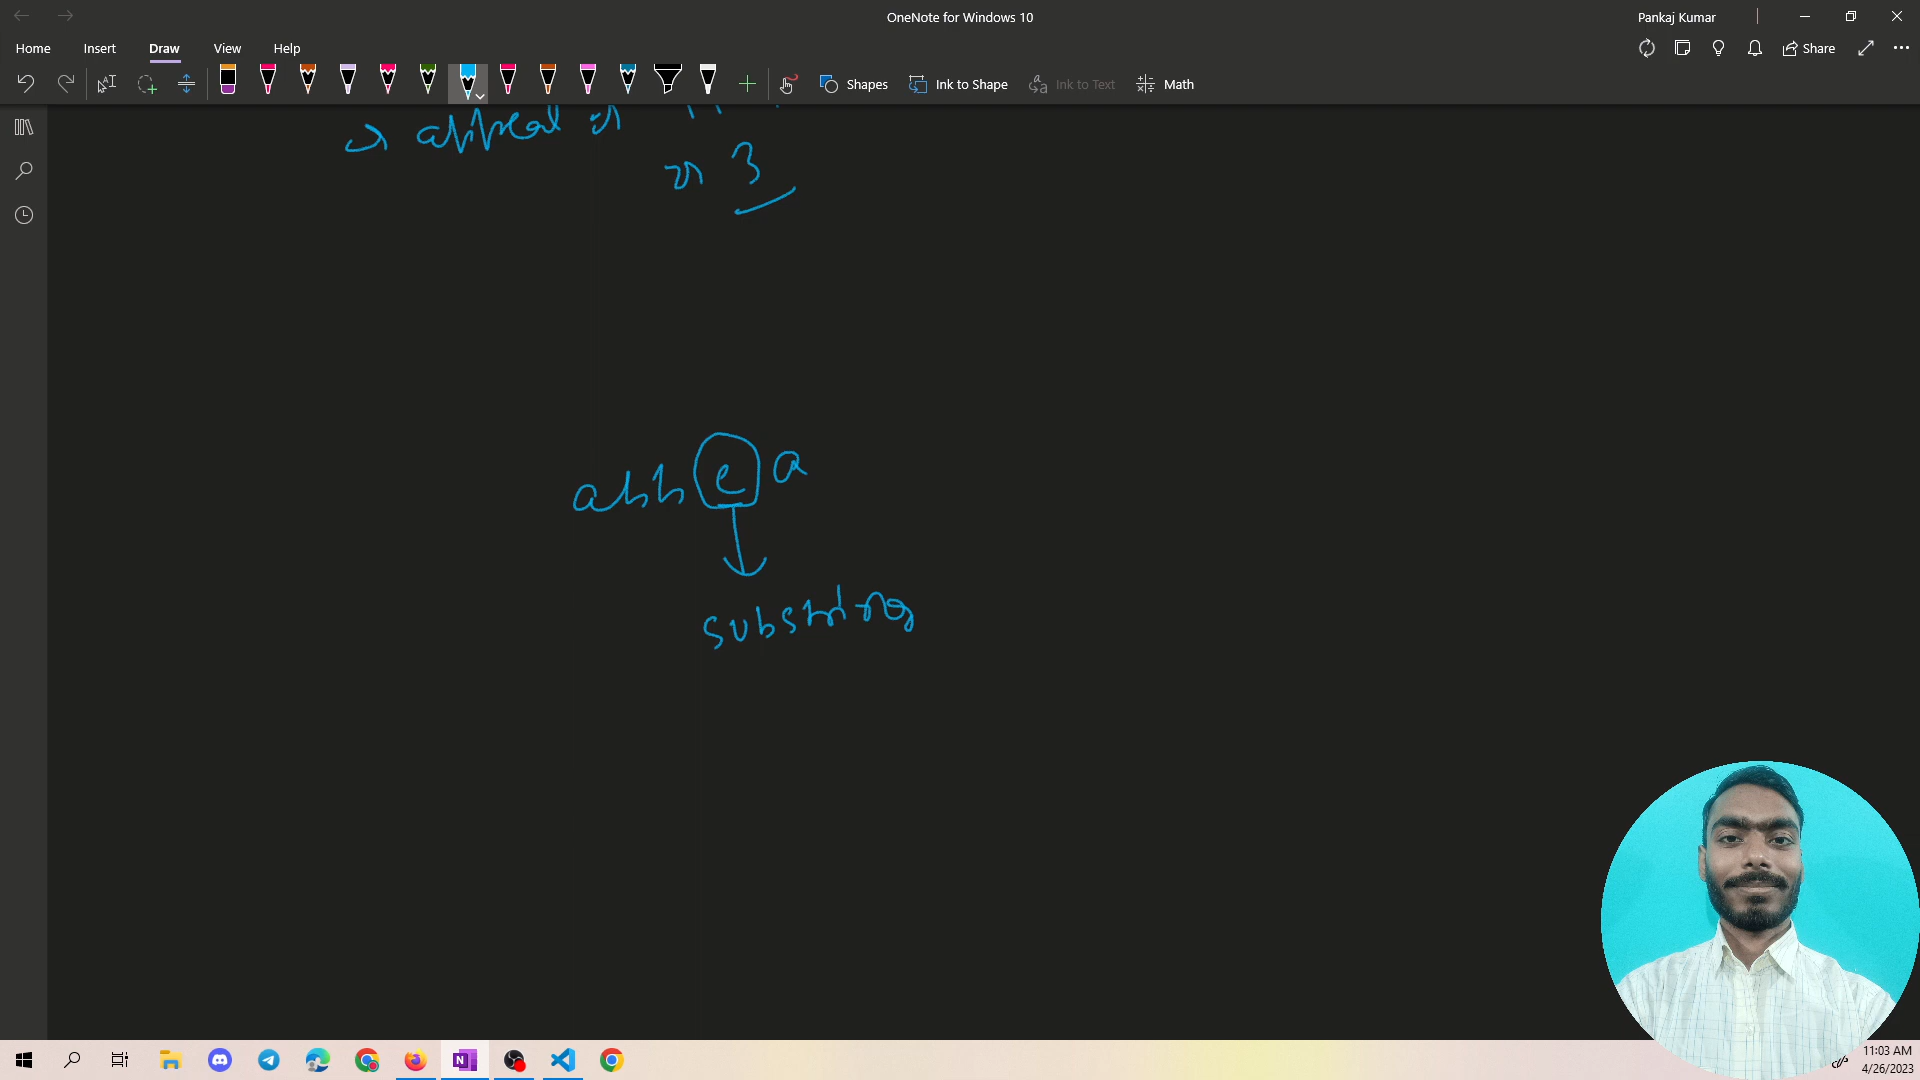 OneNote for Windows 10
Pankaj Kumar
Home Insert Draw View Help
Share
Shapes Ink to Shape Ink to Text Math
3
abb e a
substring
11:03 AM
4/26/2023